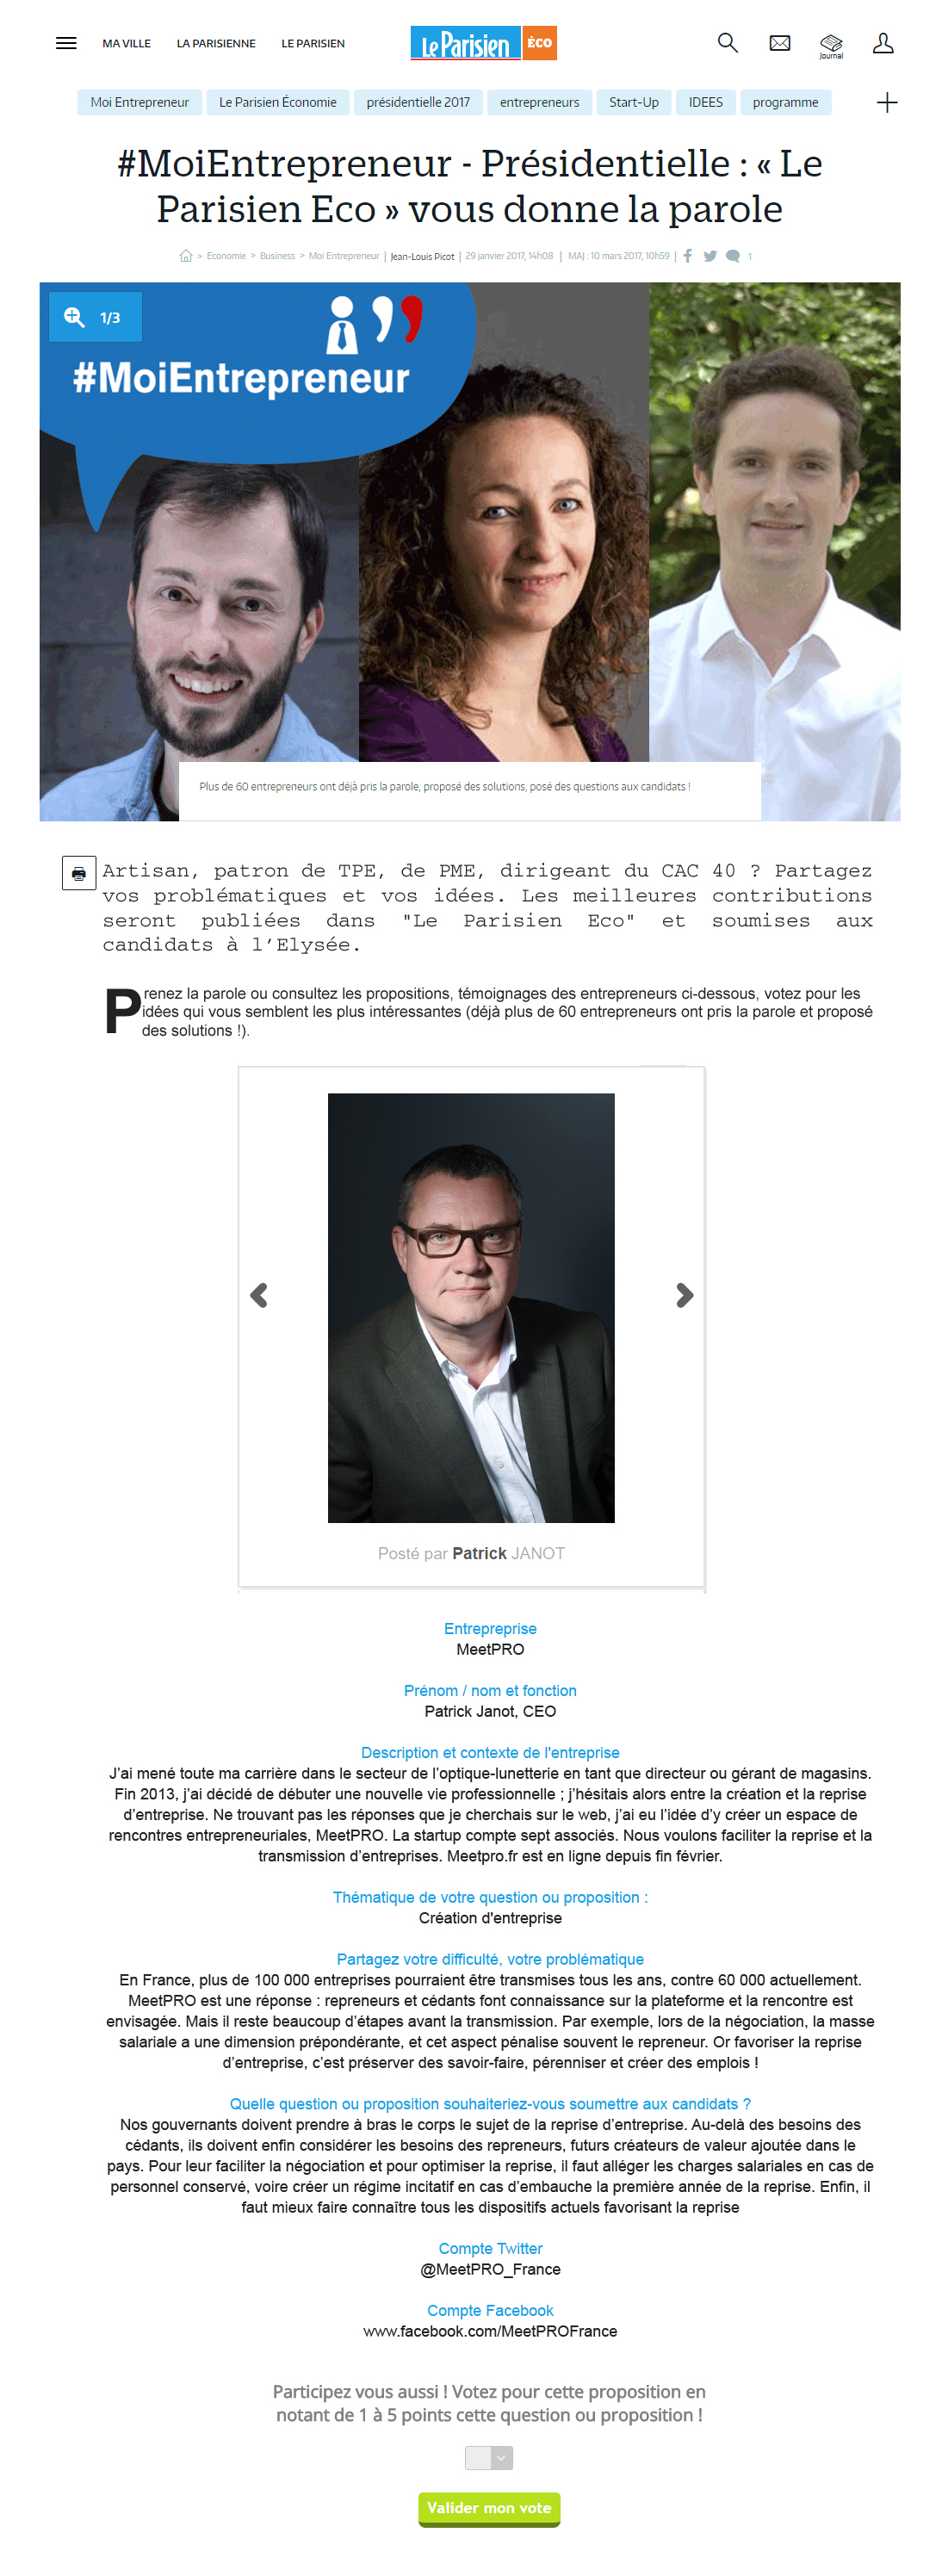 MA VILLE LA PARISIENNE LE PARISIEN Le Parisien ÉCO Journal
Moi Entrepreneur Le Parisien Économie présidentielle 2017 entrepreneurs Start-Up IDEES programme
#MoiEntrepreneur - Présidentielle : « Le
Parisien Eco » vous donne la parole
> Economie > Business > Moi Entrepreneur | Jean-Louis Picot | 29 janvier 2017, 14h08 | MAJ : 10 mars 2017, 10h59 | 1
1/3
#MoiEntrepreneur
Plus de 60 entrepreneurs ont déjà pris la parole, proposé des solutions, posé des questions aux candidats !
Artisan, patron de TPE, de PME, dirigeant du CAC 40 ? Partagez
vos problématiques et vos idées. Les meilleures contributions
seront publiées dans "Le Parisien Eco" et soumises aux
candidats à l’Elysée.
Prenez la parole ou consultez les propositions, témoignages des entrepreneurs ci-dessous, votez pour les
idées qui vous semblent les plus intéressantes (déjà plus de 60 entrepreneurs ont pris la parole et proposé
des solutions !).
Posté par Patrick JANOT
Entrepreprise
MeetPRO
Prénom / nom et fonction
Patrick Janot, CEO
Description et contexte de l'entreprise
J’ai mené toute ma carrière dans le secteur de l’optique-lunetterie en tant que directeur ou gérant de magasins.
Fin 2013, j’ai décidé de débuter une nouvelle vie professionnelle ; j’hésitais alors entre la création et la reprise
d’entreprise. Ne trouvant pas les réponses que je cherchais sur le web, j’ai eu l’idée d’y créer un espace de
rencontres entrepreneuriales, MeetPRO. La startup compte sept associés. Nous voulons faciliter la reprise et la
transmission d’entreprises. Meetpro.fr est en ligne depuis fin février.
Thématique de votre question ou proposition :
Création d'entreprise
Partagez votre difficulté, votre problématique
En France, plus de 100 000 entreprises pourraient être transmises tous les ans, contre 60 000 actuellement.
MeetPRO est une réponse : repreneurs et cédants font connaissance sur la plateforme et la rencontre est
envisagée. Mais il reste beaucoup d’étapes avant la transmission. Par exemple, lors de la négociation, la masse
salariale a une dimension prépondérante, et cet aspect pénalise souvent le repreneur. Or favoriser la reprise
d’entreprise, c’est préserver des savoir-faire, pérenniser et créer des emplois !
Quelle question ou proposition souhaiteriez-vous soumettre aux candidats ?
Nos gouvernants doivent prendre à bras le corps le sujet de la reprise d’entreprise. Au-delà des besoins des
cédants, ils doivent enfin considérer les besoins des repreneurs, futurs créateurs de valeur ajoutée dans le
pays. Pour leur faciliter la négociation et pour optimiser la reprise, il faut alléger les charges salariales en cas de
personnel conservé, voire créer un régime incitatif en cas d’embauche la première année de la reprise. Enfin, il
faut mieux faire connaître tous les dispositifs actuels favorisant la reprise
Compte Twitter
@MeetPRO_France
Compte Facebook
www.facebook.com/MeetPROFrance
Participez vous aussi ! Votez pour cette proposition en
notant de 1 à 5 points cette question ou proposition !
Valider mon vote